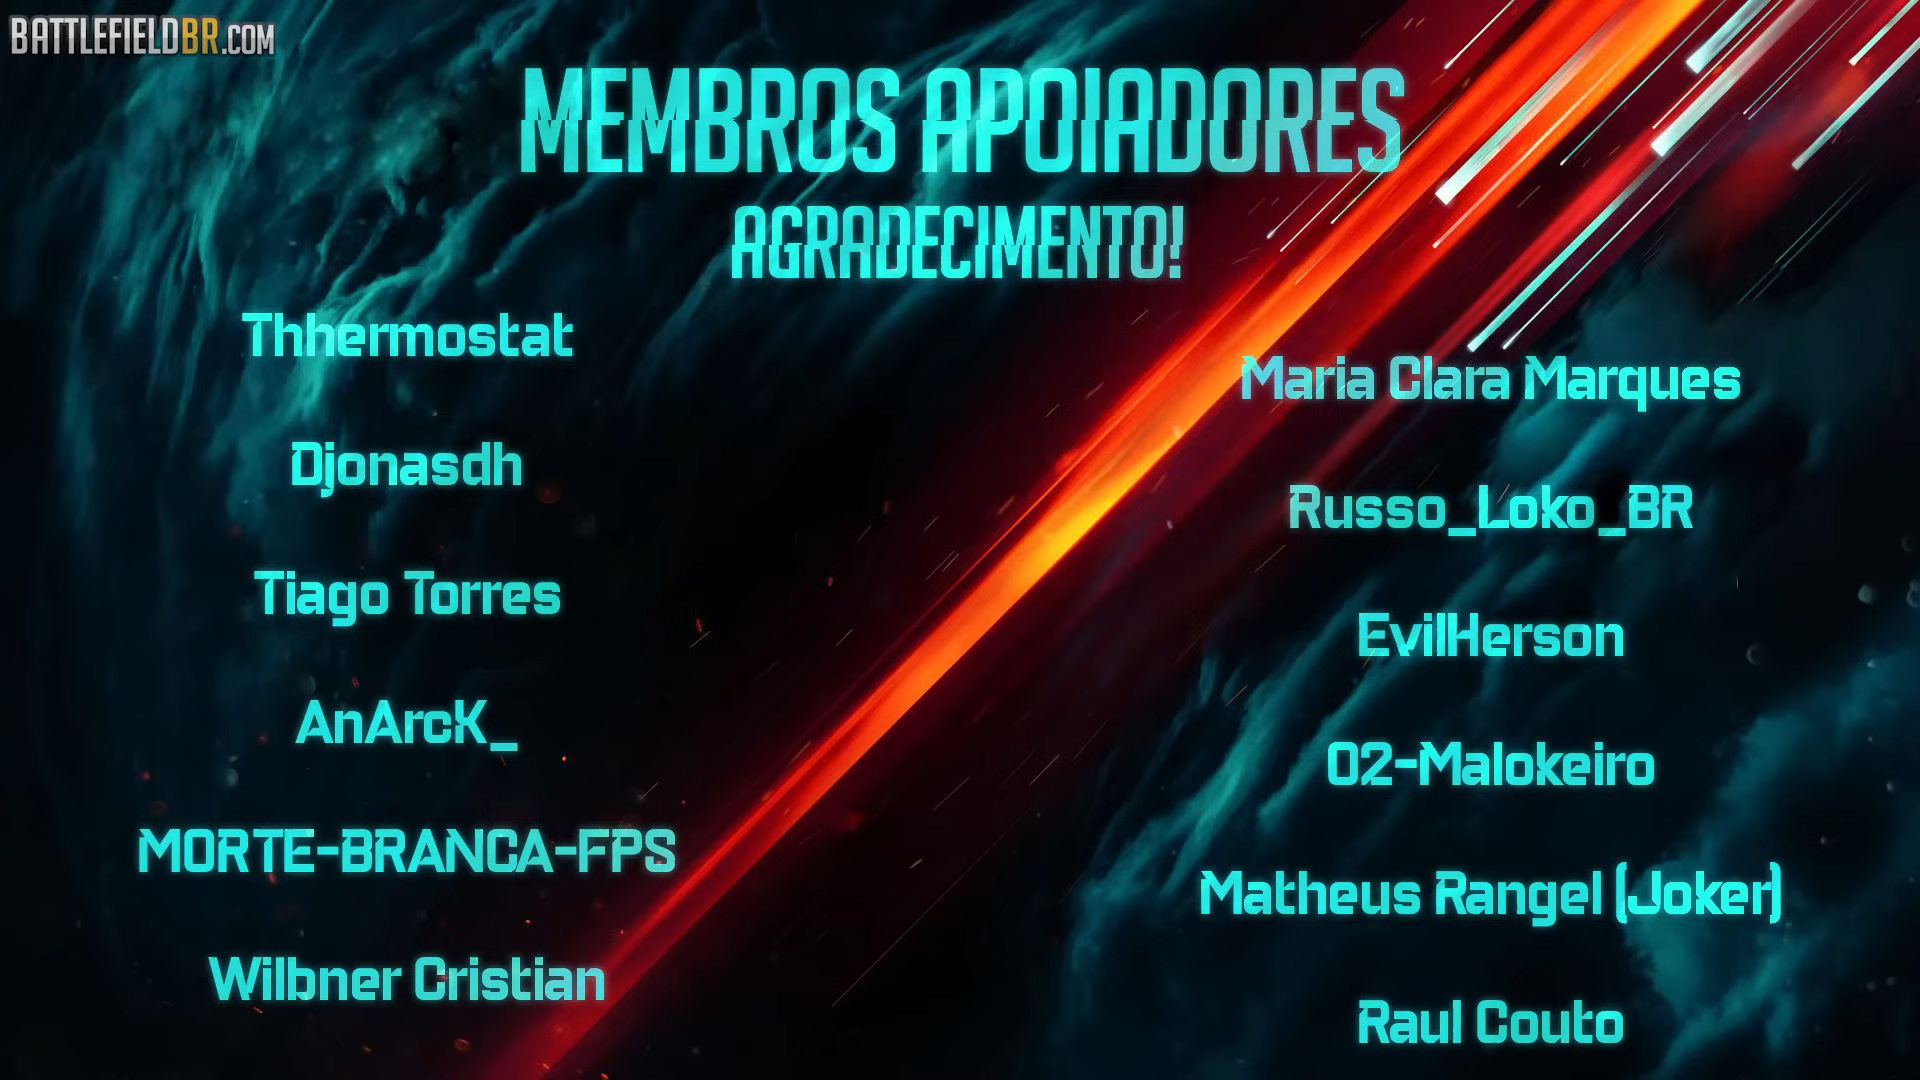 BATTLEFIELDBR.COM
MEMBROS APOIADORES
AGRADECIMENTO!
Thhermostat
Djonasdh
Tiago Torres
AnArcK_
MORTE-BRANCA-FPS
Wilbner Cristian
Maria Clara Marques
Russo_Loko_BR
EvilHerson
02-Malokeiro
Matheus Rangel (Joker)
Raul Couto